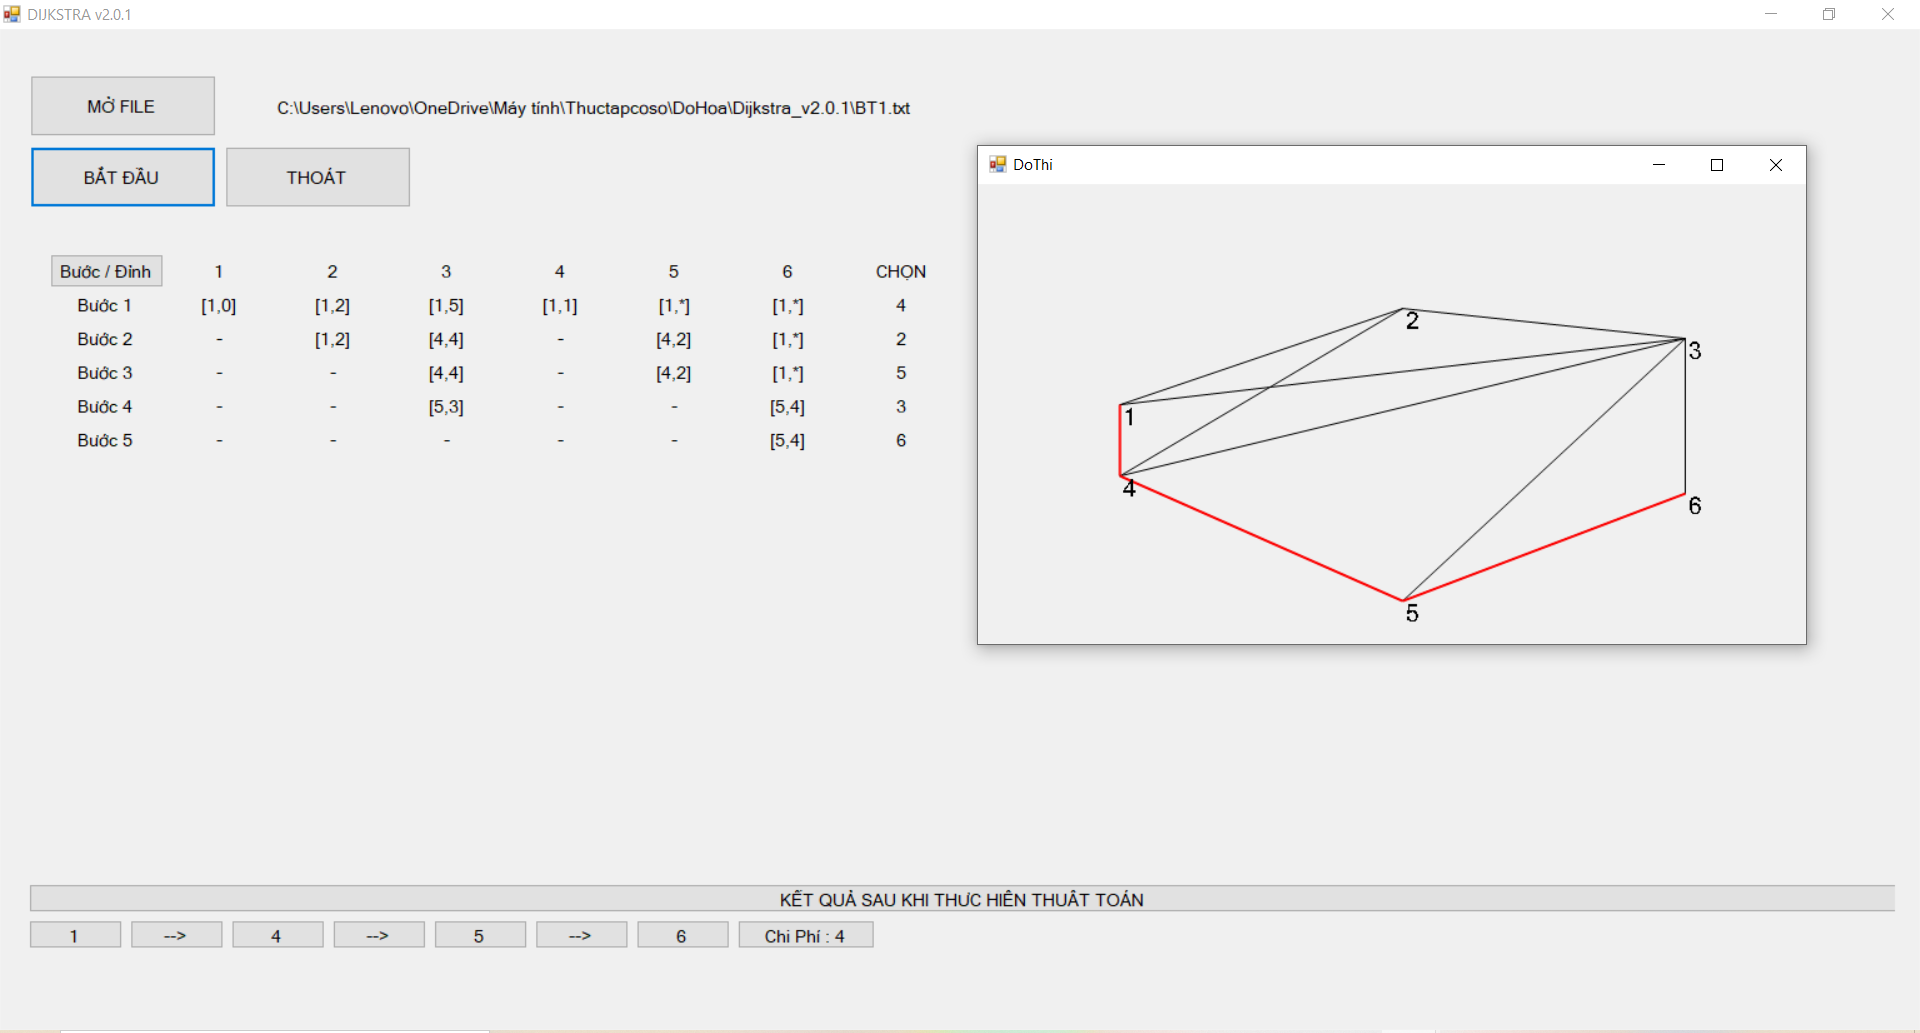 DIJKSTRA v2.0.1
MỞ FILE
C:\Users\Lenovo\OneDrive\Máy tính\Thuctapcoso\DoHoa\Dijkstra_v2.0.1\BT1.txt
BẮT ĐẦU
THOÁT
Bước / Đỉnh 1 2 3 4 5 6 CHỌN
Bước 1 [1,0] [1,2] [1,5] [1,1] [1,*] [1,*] 4
Bước 2 - [1,2] [4,4] - [4,2] [1,*] 2
Bước 3 - - [4,4] - [4,2] [1,*] 5
Bước 4 - - [5,3] - - [5,4] 3
Bước 5 - - - - - [5,4] 6
DoThi
2
3
1
4
6
5
KẾT QUẢ SAU KHI THỰC HIỆN THUẬT TOÁN
1 --> 4 --> 5 --> 6 Chi Phí : 4